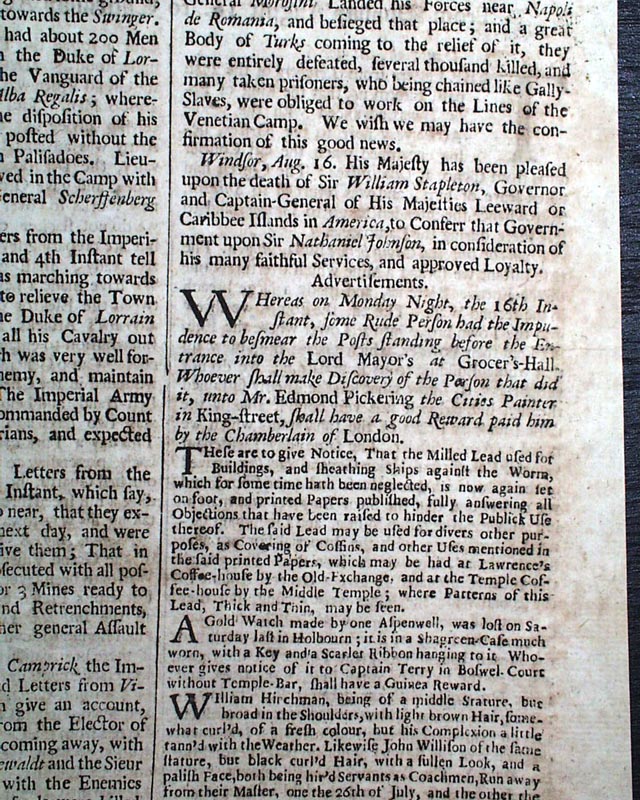 towards the Swinger.
had about 200 Men
the Duke of Lor-
he Vanguard of the
Alba Regalis; where-
he disposition of his
posted without the
Palisadoes. Lieu-
ved in the Camp with
General Scherffenberg
ers from the Imperi-
and 4th Instant tell
as marching towards
to relieve the Town
he Duke of Lorrain
all his Cavalry out
h was very well for-
nemy, and maintain
The Imperial Army
ommanded by Count
rians, and expected
Letters from the
Instant, which say,
near, that they ex-
next day, and were
ive them; That in
secuted with all pos-
or 3 Mines ready to
nd Retrenchments,
her general Assault
Camprick the Im-
d Letters from Vi-
n give an account,
from the Elector of
coming away, with
ewaldt and the Sieur
with the Enemies
General Morosini Landed his Forces near Napoli
de Romania, and besieged that place; and a great
Body of Turks coming to the relief of it, they
were entirely defeated, several thousand killed, and
many taken prisoners, who being chained like Gally-
Slaves, were obliged to work on the Lines of the
Venetian Camp. We wish we may have the con-
firmation of this good news.
Windsor, Aug. 16. His Majesty has been pleased
upon the death of Sir William Stapleton, Governor
and Captain-General of His Majesties Leeward or
Caribbee Islands in America, to Conferr that Govern-
ment upon Sir Nathaniel Johnson, in consideration of
his many faithful Services, and approved Loyalty.
Advertisements.
WHereas on Monday Night, the 16th In-
stant, some Rude Person had the Impu-
dence to besmear the Posts standing before the En-
trance into the Lord Mayor's at Grocer's-Hall.
Whoever shall make Discovery of the Person that did
it, unto Mr. Edmond Pickering the Cities Painter
in King-street, shall have a good Reward paid him
by the Chamberlain of London.
THese are to give Notice, That the Milled Lead used for
Buildings, and sheathing Ships against the Worm,
which for some time hath been neglected, is now again set
on foot, and printed Papers published, fully answering all
Objections that have been raised to hinder the Publick Use
thereof. The said Lead may be used for divers other pur-
poses, as Covering of Coffins, and other Uses mentioned in
the said printed Papers, which may be had at Lawrence's
Coffee-house by the Old-Exchange, and at the Temple Cof-
fee-house by the Middle Temple; where Patterns of this
Lead, Thick and Thin, may be seen.
A Gold Watch made by one Aspenwell, was lost on Sa-
turday last in Holbourn; it is in a Shagreen-Case much
worn, with a Key and a Scarlet Ribbon hanging to it Who-
ever gives notice of it to Captain Terry in Boswel-Court
without Temple-Bar, shall have a Guinea Reward.
WIlliam Hirchman, being of a middle Stature, but
broad in the Shoulders, with light brown Hair, some-
what curl'd, of a fresh colour, but his Complexion a little
tann'd with the Weather. Likewise John Willison of the same
stature, but black curl'd Hair, with a sullen Look, and a
palish Face, both being hir'd Servants as Coachmen, Run away
from their Master, one the 26th of July, and the other the